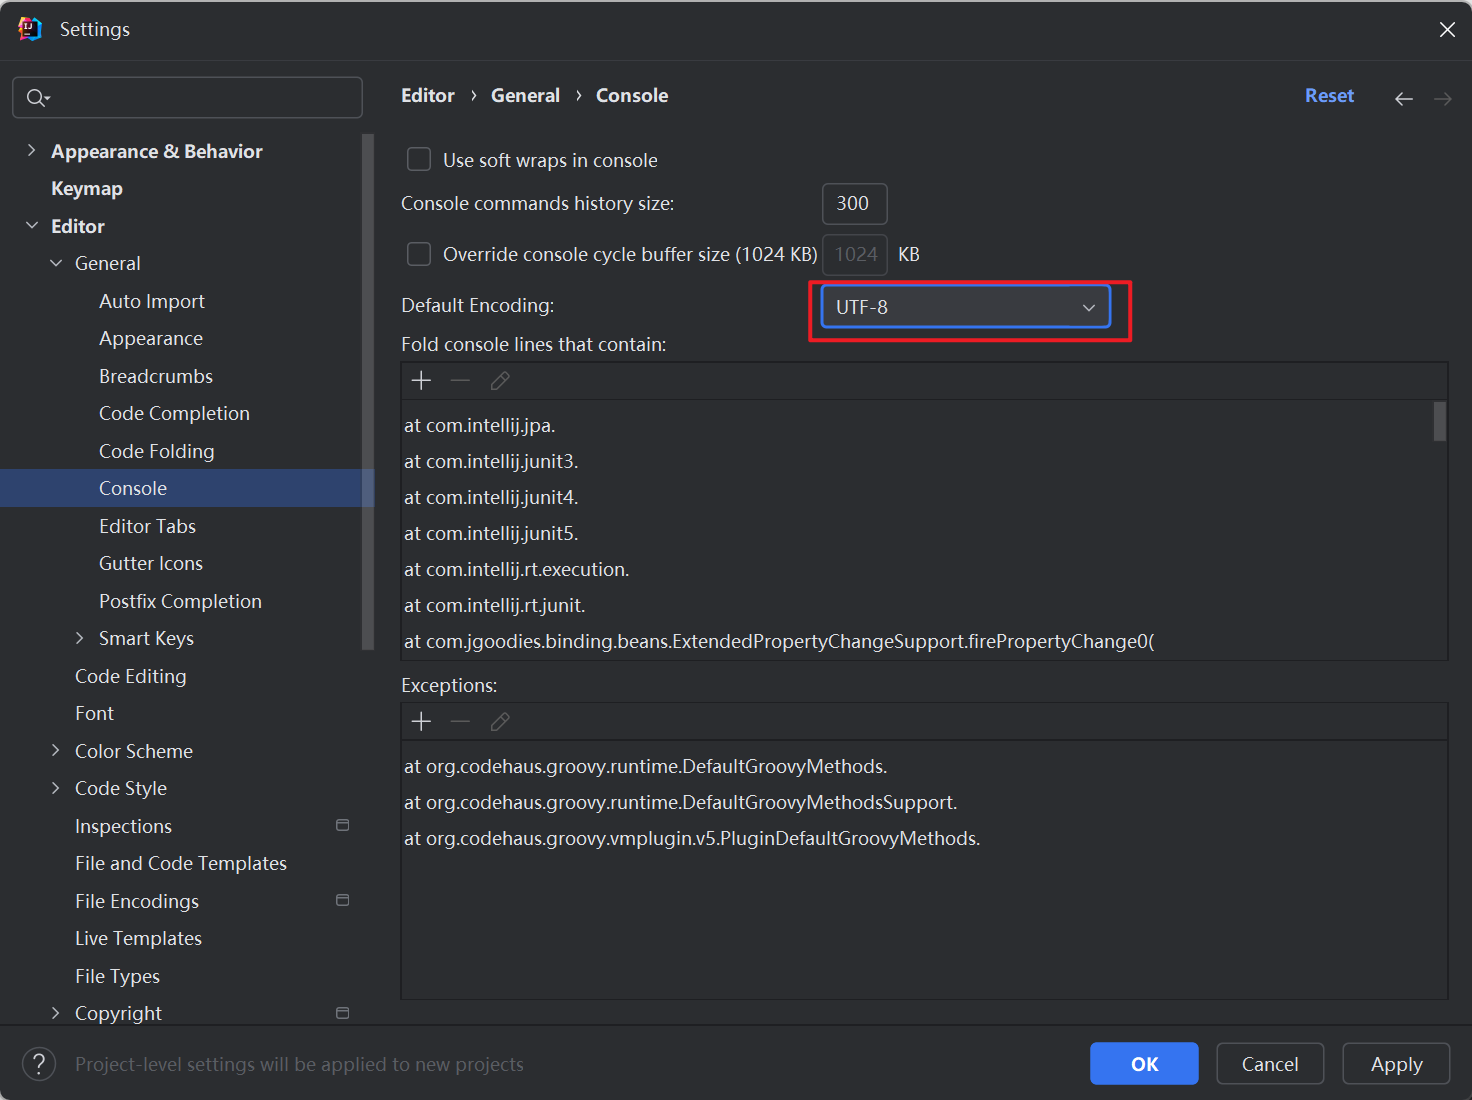 Settings
Editor › General › Console
Reset
Appearance & Behavior
Keymap
Editor
General
Auto Import
Appearance
Breadcrumbs
Code Completion
Code Folding
Console
Editor Tabs
Gutter Icons
Postfix Completion
Smart Keys
Code Editing
Font
Color Scheme
Code Style
Inspections
File and Code Templates
File Encodings
Live Templates
File Types
Copyright
Use soft wraps in console
Console commands history size: 300
Override console cycle buffer size (1024 KB) 1024 KB
Default Encoding: UTF-8
Fold console lines that contain:
at com.intellij.jpa.
at com.intellij.junit3.
at com.intellij.junit4.
at com.intellij.junit5.
at com.intellij.rt.execution.
at com.intellij.rt.junit.
at com.jgoodies.binding.beans.ExtendedPropertyChangeSupport.firePropertyChange0(
Exceptions:
at org.codehaus.groovy.runtime.DefaultGroovyMethods.
at org.codehaus.groovy.runtime.DefaultGroovyMethodsSupport.
at org.codehaus.groovy.vmplugin.v5.PluginDefaultGroovyMethods.
? Project-level settings will be applied to new projects
OK Cancel Apply